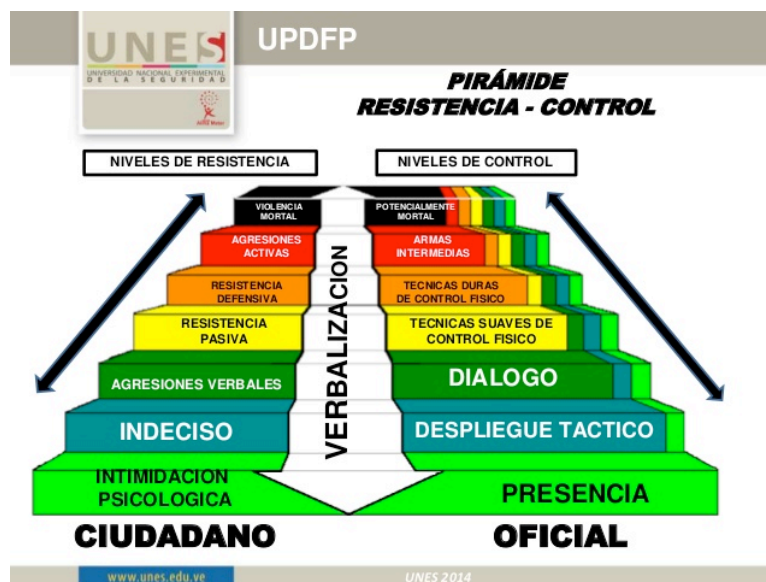 UNES
UNIVERSIDAD NACIONAL EXPERIMENTAL
DE LA SEGURIDAD
UPDFP
PIRÁMIDE
RESISTENCIA - CONTROL
NIVELES DE RESISTENCIA
NIVELES DE CONTROL
VIOLENCIA
MORTAL
POTENCIALMENTE
MORTAL
AGRESIONES
ACTIVAS
ARMAS
INTERMEDIAS
RESISTENCIA
DEFENSIVA
TECNICAS DURAS
DE CONTROL FISICO
RESISTENCIA
PASIVA
TECNICAS SUAVES DE
CONTROL FISICO
AGRESIONES VERBALES
DIALOGO
INDECISO
DESPLIEGUE TACTICO
INTIMIDACION
PSICOLOGICA
PRESENCIA
VERBALIZACION
CIUDADANO
OFICIAL
www.unes.edu.ve
UNES 2014